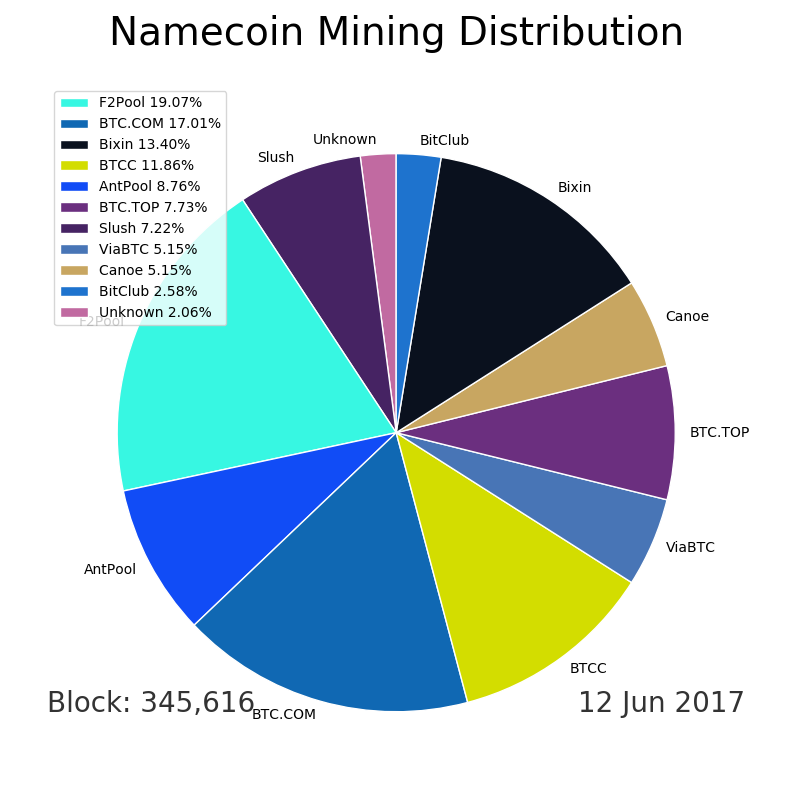 Namecoin Mining Distribution
F2Pool 19.07%
BTC.COM 17.01%
Bixin 13.40%
BTCC 11.86%
AntPool 8.76%
BTC.TOP 7.73%
Slush 7.22%
ViaBTC 5.15%
Canoe 5.15%
BitClub 2.58%
Unknown 2.06%
Unknown
BitClub
Slush
Bixin
Canoe
F2Pool
BTC.TOP
ViaBTC
AntPool
BTCC
BTC.COM
Block: 345,616
12 Jun 2017